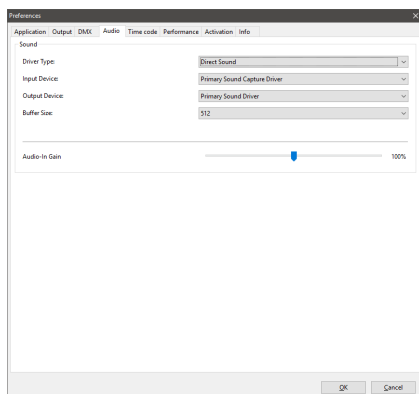 Preferences
Application Output DMX Audio Time code Performance Activation Info
Sound
Driver Type: Direct Sound
Input Device: Primary Sound Capture Driver
Output Device: Primary Sound Driver
Buffer Size: 512
Audio-In Gain 100%
OK Cancel